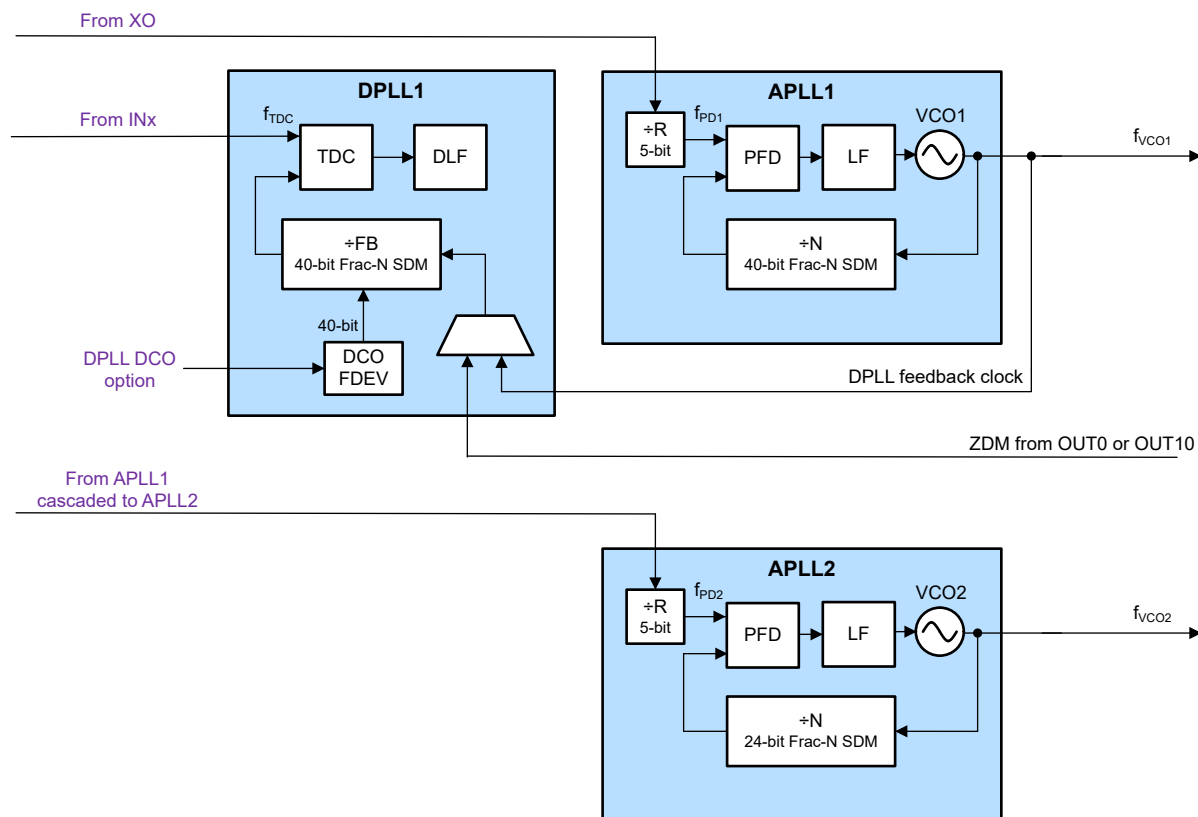 From XO
DPLL1
APLL1
From INx
fTDC
TDC
DLF
÷R
5-bit
fPD1
PFD
LF
VCO1
fVCO1
÷FB
40-bit Frac-N SDM
÷N
40-bit Frac-N SDM
40-bit
DPLL DCO
option
DCO
FDEV
DPLL feedback clock
ZDM from OUT0 or OUT10
From APLL1
cascaded to APLL2
APLL2
÷R
5-bit
fPD2
PFD
LF
VCO2
fVCO2
÷N
24-bit Frac-N SDM